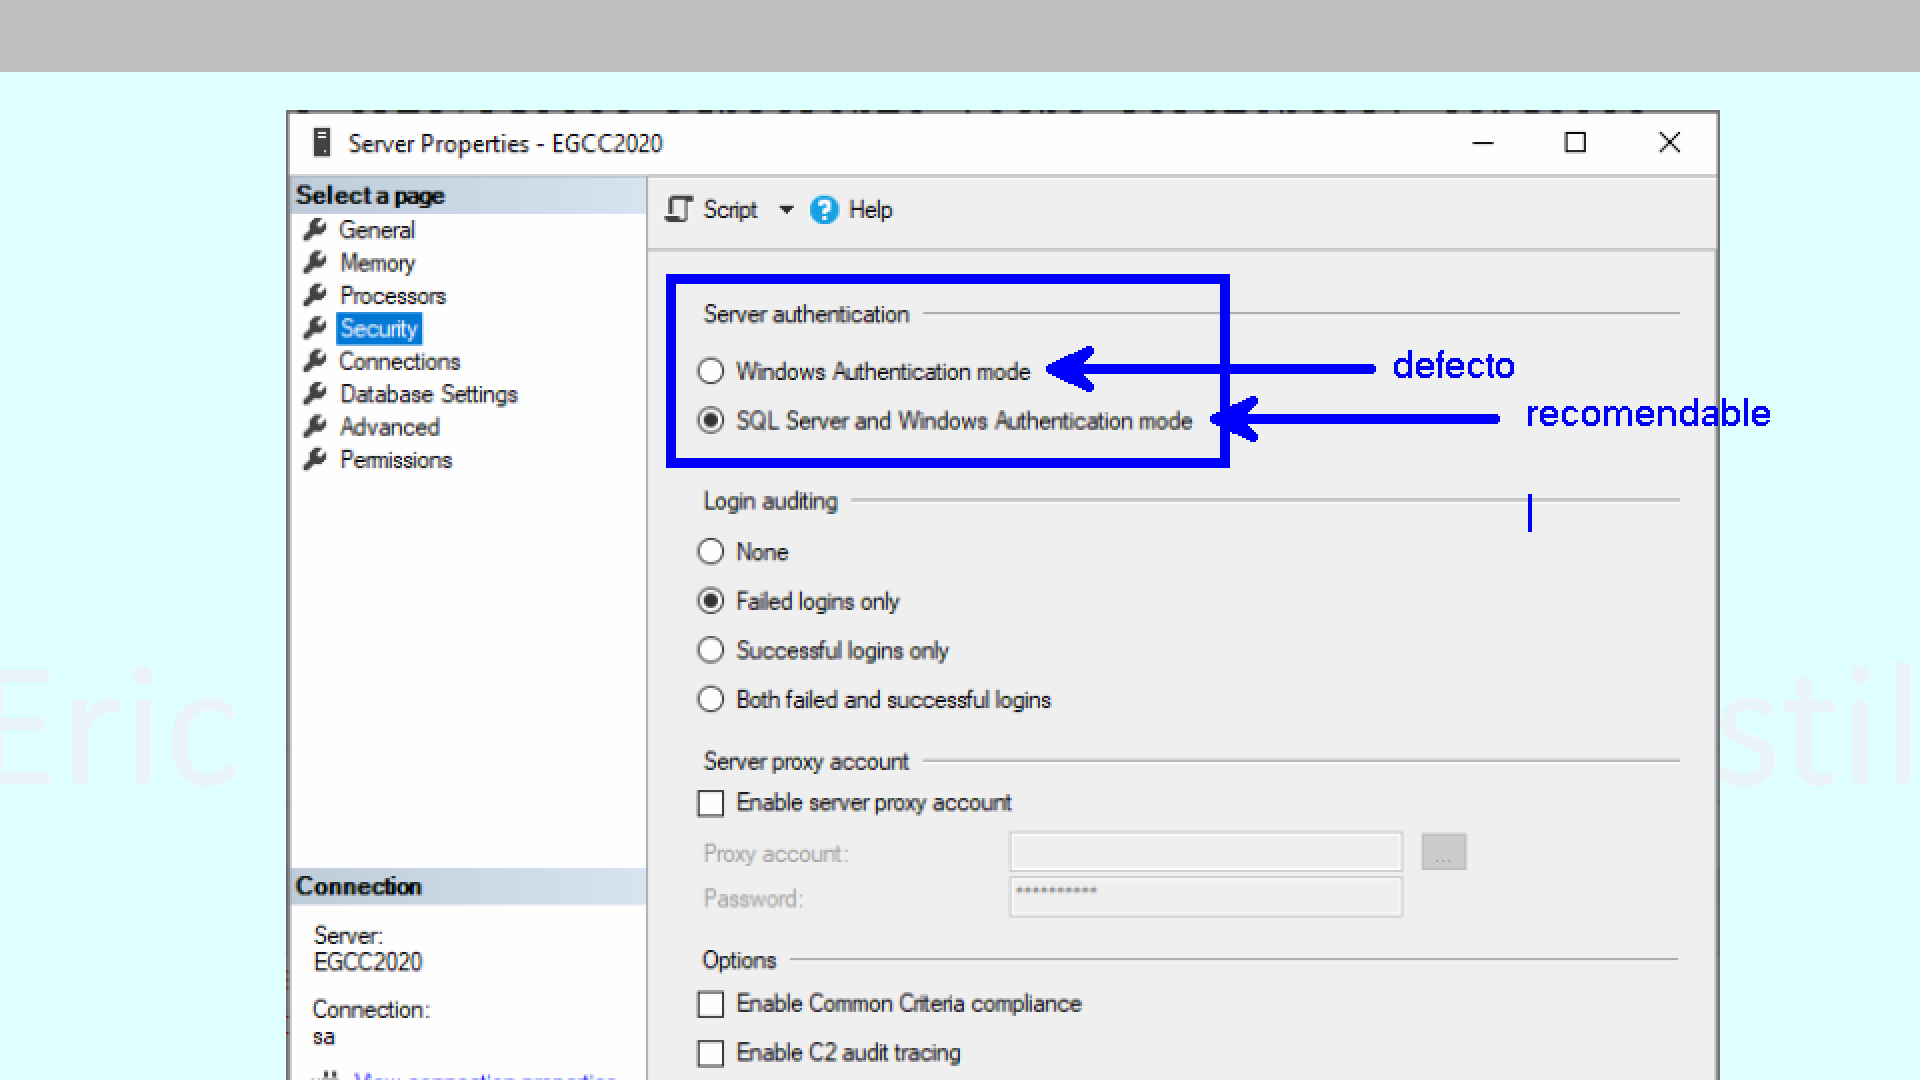 Server Properties - EGCC2020
Select a page
General
Memory
Processors
Security
Connections
Database Settings
Advanced
Permissions
Script
Help
Server authentication
Windows Authentication mode
defecto
SQL Server and Windows Authentication mode
recomendable
Login auditing
None
Failed logins only
Successful logins only
Both failed and successful logins
Server proxy account
Enable server proxy account
Proxy account:
...
Password:
**********
Options
Enable Common Criteria compliance
Enable C2 audit tracing
Connection
Server:
EGCC2020
Connection:
sa
View connection properties
Eric